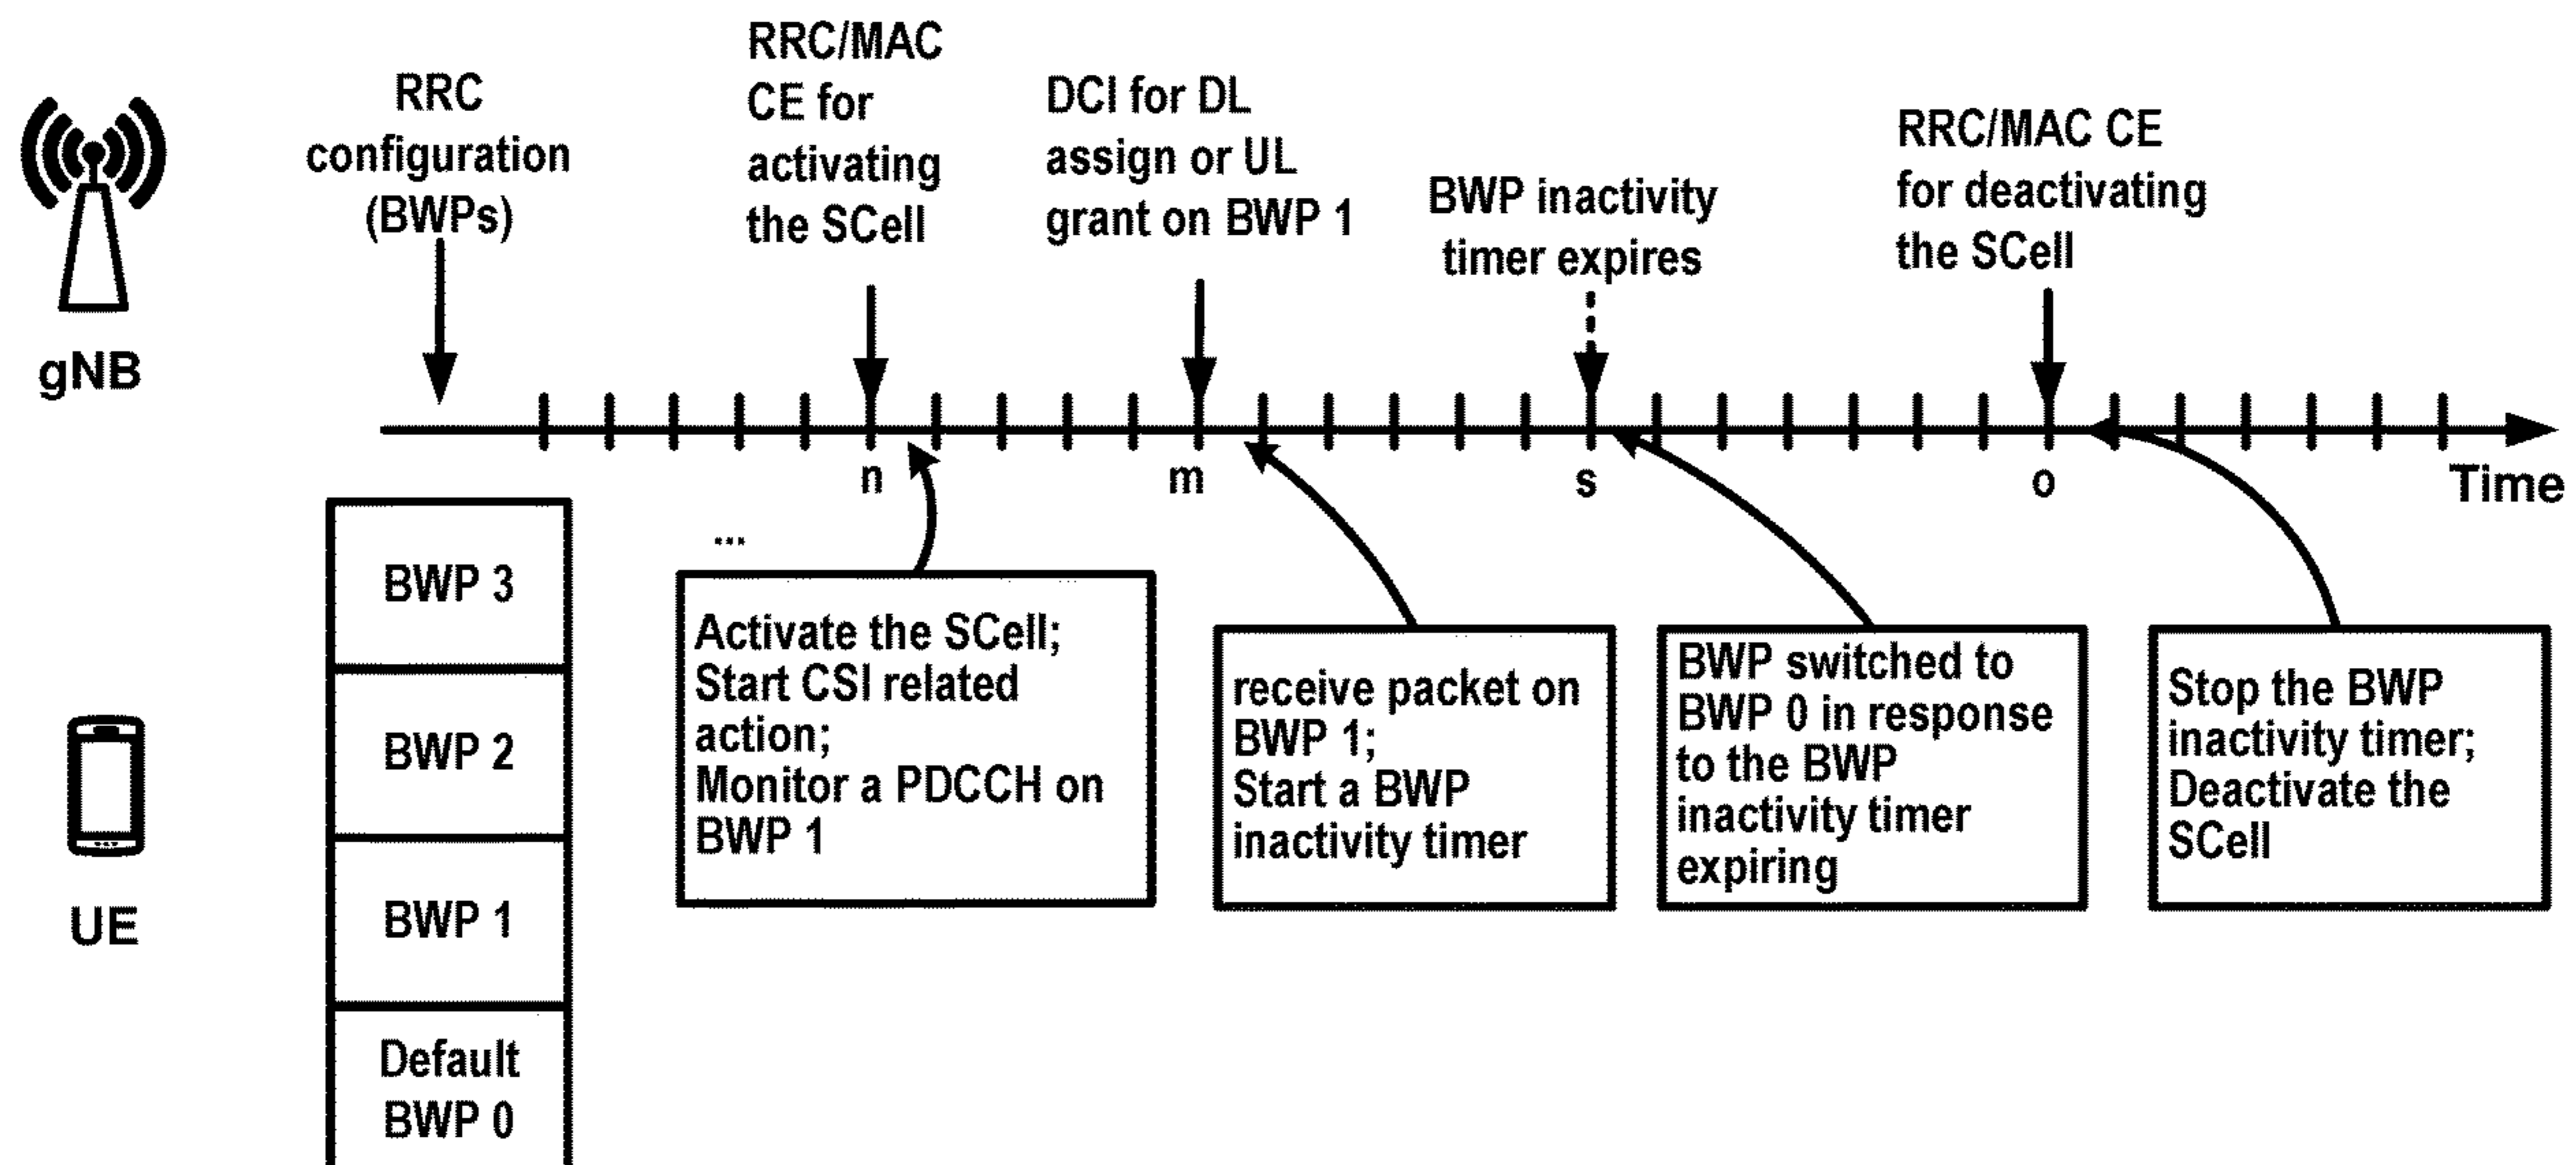 RRC
configuration
(BWPs)
RRC/MAC
CE for
activating
the SCell
DCI for DL
assign or UL
grant on BWP 1
BWP inactivity
timer expires
RRC/MAC CE
for deactivating
the SCell
gNB
n
m
s
o
Time
...
BWP 3
BWP 2
BWP 1
Default
BWP 0
UE
Activate the SCell;
Start CSI related
action;
Monitor a PDCCH on
BWP 1
receive packet on
BWP 1;
Start a BWP
inactivity timer
BWP switched to
BWP 0 in response
to the BWP
inactivity timer
expiring
Stop the BWP
inactivity timer;
Deactivate the
SCell